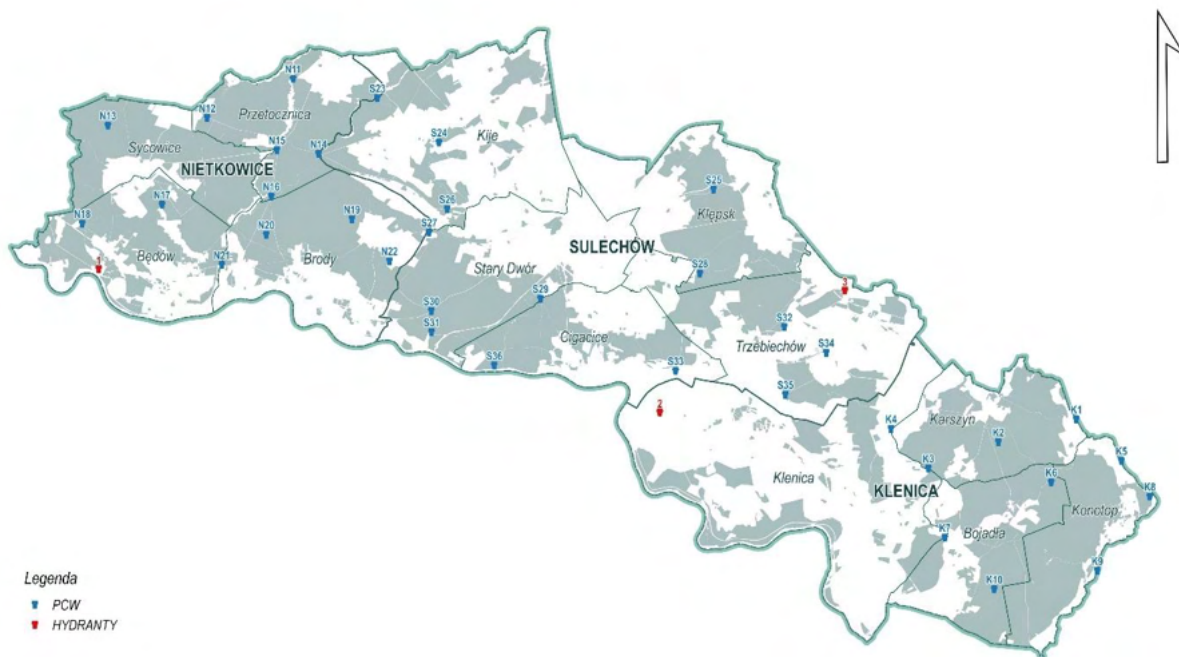 N11
S23
N12
Przetocznica
N13
S24
Kije
Sycowice
N15
N14
NIETKOWICE
S25
N17
N16
Klępsk
S26
N18
N19
S27
N20
SULECHÓW
Będów
N21
Brody
N22
Stary Dwór
S28
1
3
S29
S30
S31
Cigacice
S32
Trzebiechów
S34
S36
S33
S35
2
K4
Karszyn
K1
K2
K3
K5
Klenica
KLENICA
K6
K8
Konotop
K7
Bojadła
K9
K10
Legenda
PCW
HYDRANTY